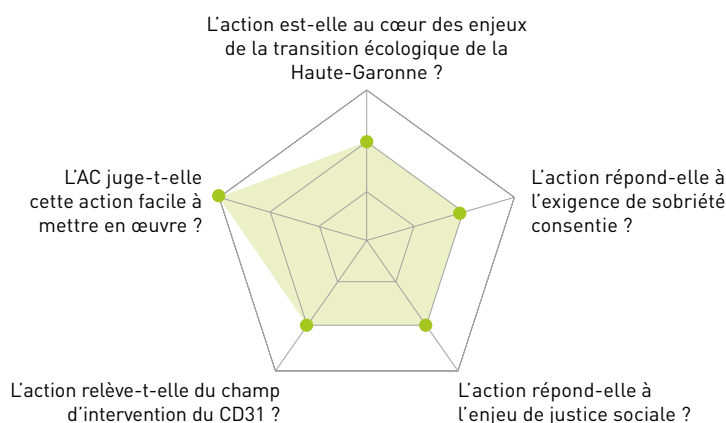 L’action est-elle au cœur des enjeux
de la transition écologique de la
Haute-Garonne ?
L’AC juge-t-elle
cette action facile à
mettre en œuvre ?
L’action répond-elle à
l’exigence de sobriété
consentie ?
L’action relève-t-elle du champ
d’intervention du CD31 ?
L’action répond-elle à
l’enjeu de justice sociale ?